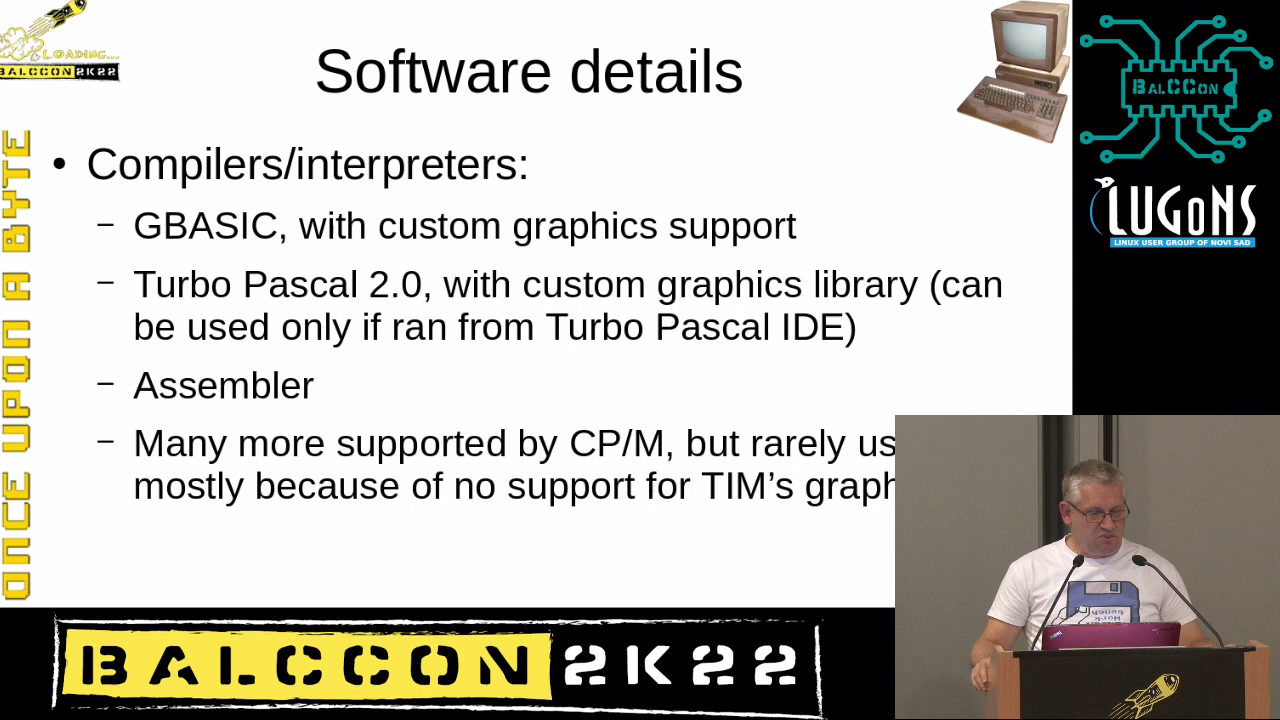 LOADING...
BALCCON 2K22
Software details
BALCCON
LUGONS
LINUX USER GROUP OF NOVI SAD
ONCE UPON A BYTE
• Compilers/interpreters:
– GBASIC, with custom graphics support
– Turbo Pascal 2.0, with custom graphics library (can
be used only if ran from Turbo Pascal IDE)
– Assembler
– Many more supported by CP/M, but rarely us
mostly because of no support for TIM's graph
BALCCON 2K22